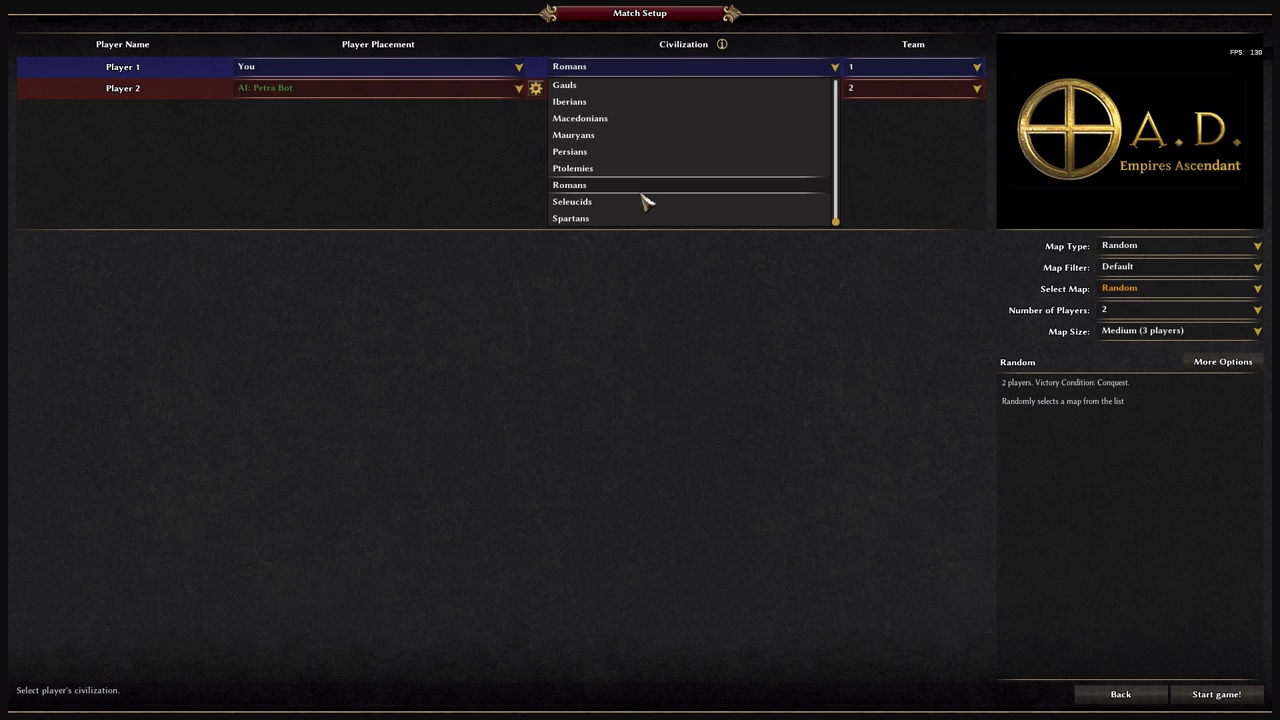 Match Setup
Player Name Player Placement Civilization Team
FPS: 130
Player 1 You Romans 1
Player 2 AI: Petra Bot 2
Gauls
Iberians
Macedonians
Mauryans
Persians
Ptolemies
Romans
Seleucids
Spartans
A.D.
Empires Ascendant
Map Type: Random
Map Filter: Default
Select Map: Random
Number of Players: 2
Map Size: Medium (3 players)
Random More Options
2 players. Victory Condition: Conquest.
Randomly selects a map from the list
Select player's civilization.
Back Start game!